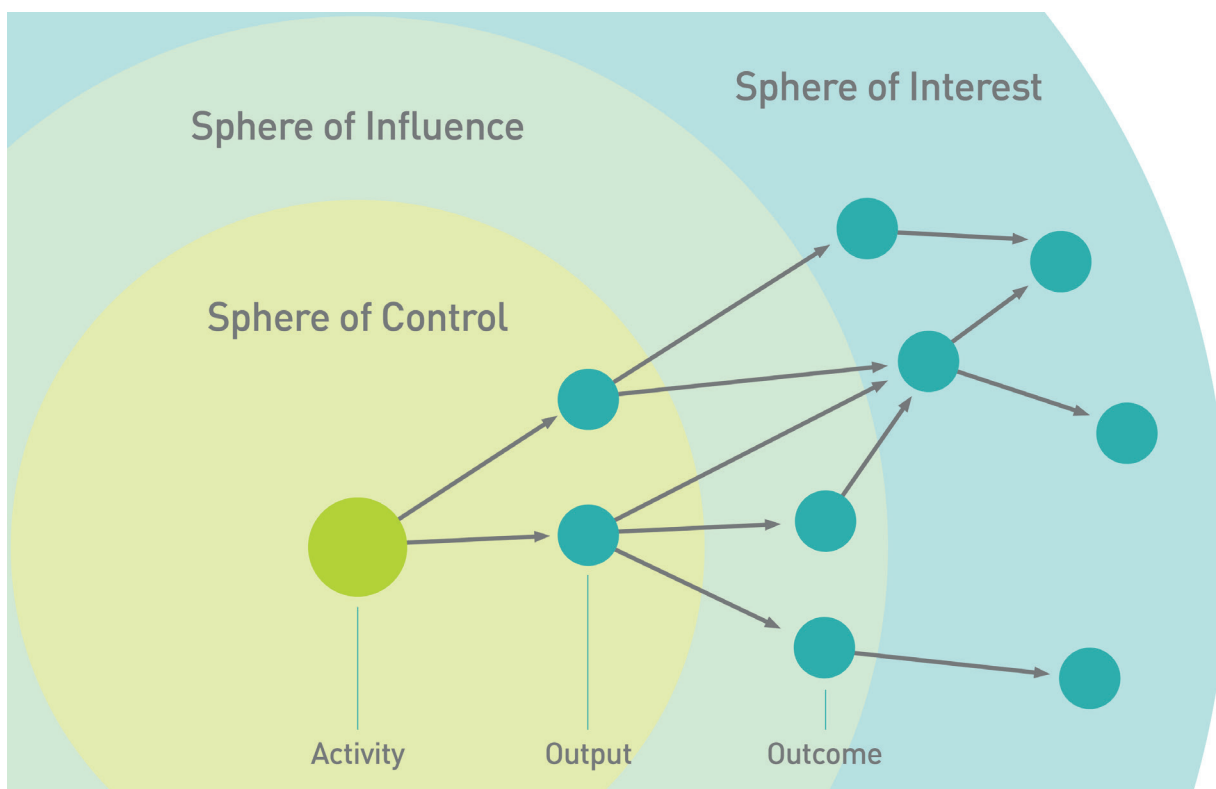 Sphere of Interest
Sphere of Influence
Sphere of Control
Activity
Output
Outcome